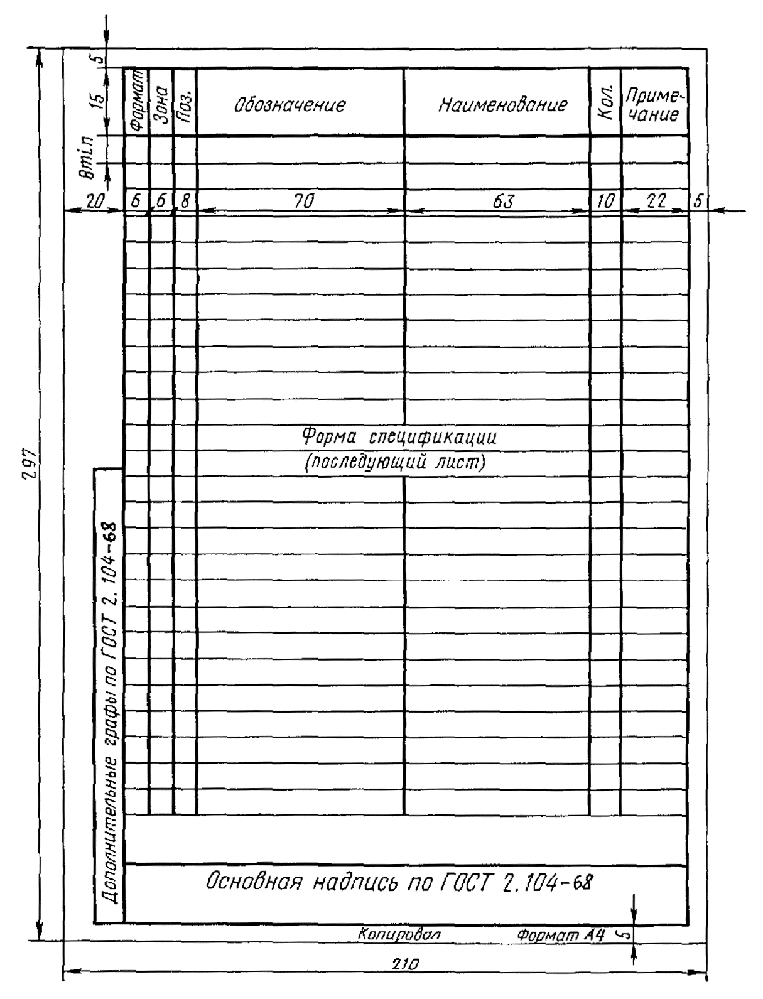 5
15
8min
Формат
Зона
Поз.
Обозначение
Наименование
Кол.
Приме-
чание
20
6
6
8
70
63
10
22
5
Форма спецификации
(последующий лист)
297
Дополнительные графы по ГОСТ 2.104-68
Основная надпись по ГОСТ 2.104-68
Копировал
Формат А4
5
210